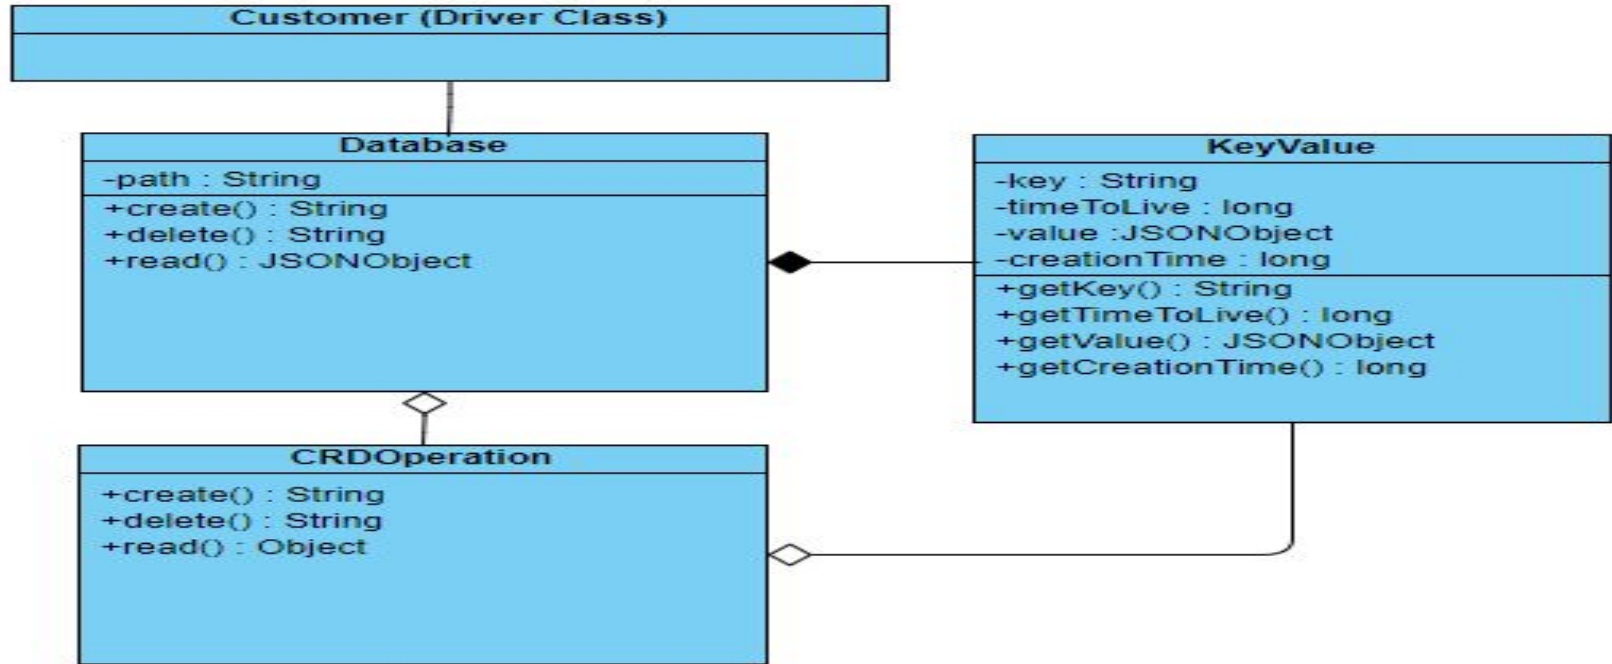 Customer (Driver Class)
Database
-path : String
+create() : String
+delete() : String
+read() : JSONObject
KeyValue
-key : String
-timeToLive : long
-value :JSONObject
-creationTime : long
+getKey() : String
+getTimeToLive() : long
+getValue() : JSONObject
+getCreationTime() : long
CRDOperation
+create() : String
+delete() : String
+read() : Object